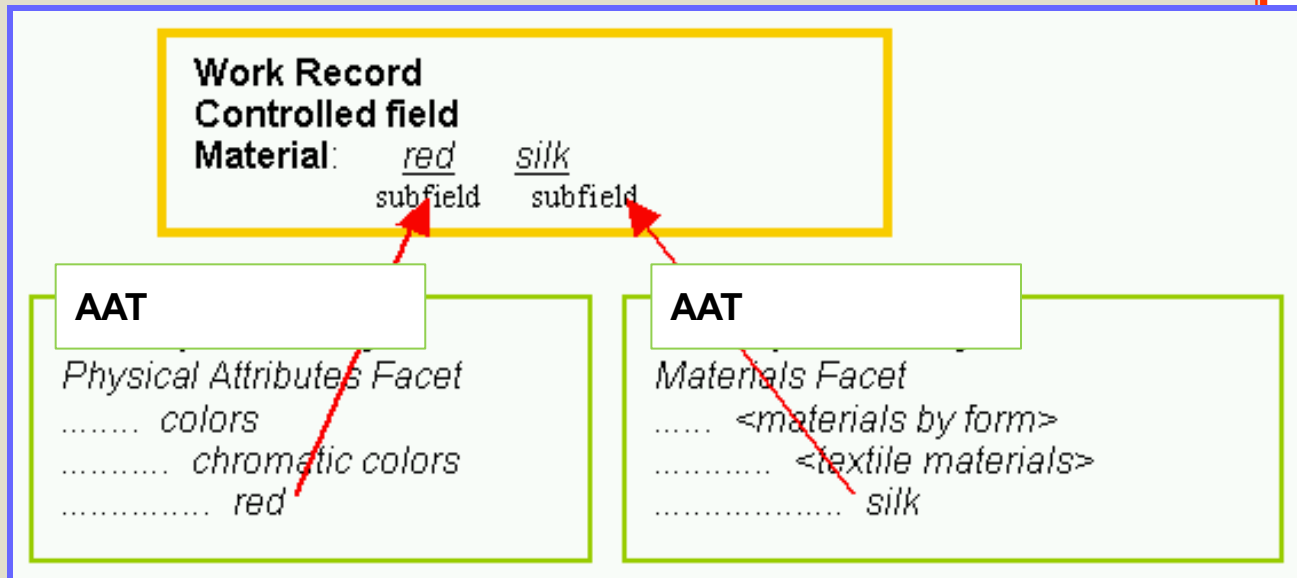 Work Record
Controlled field
Material: red silk
subfield subfield
AAT
Physical Attributes Facet
........ colors
........... chromatic colors
............... red
AAT
Materials Facet
...... <materials by form>
............ <textile materials>
................... silk